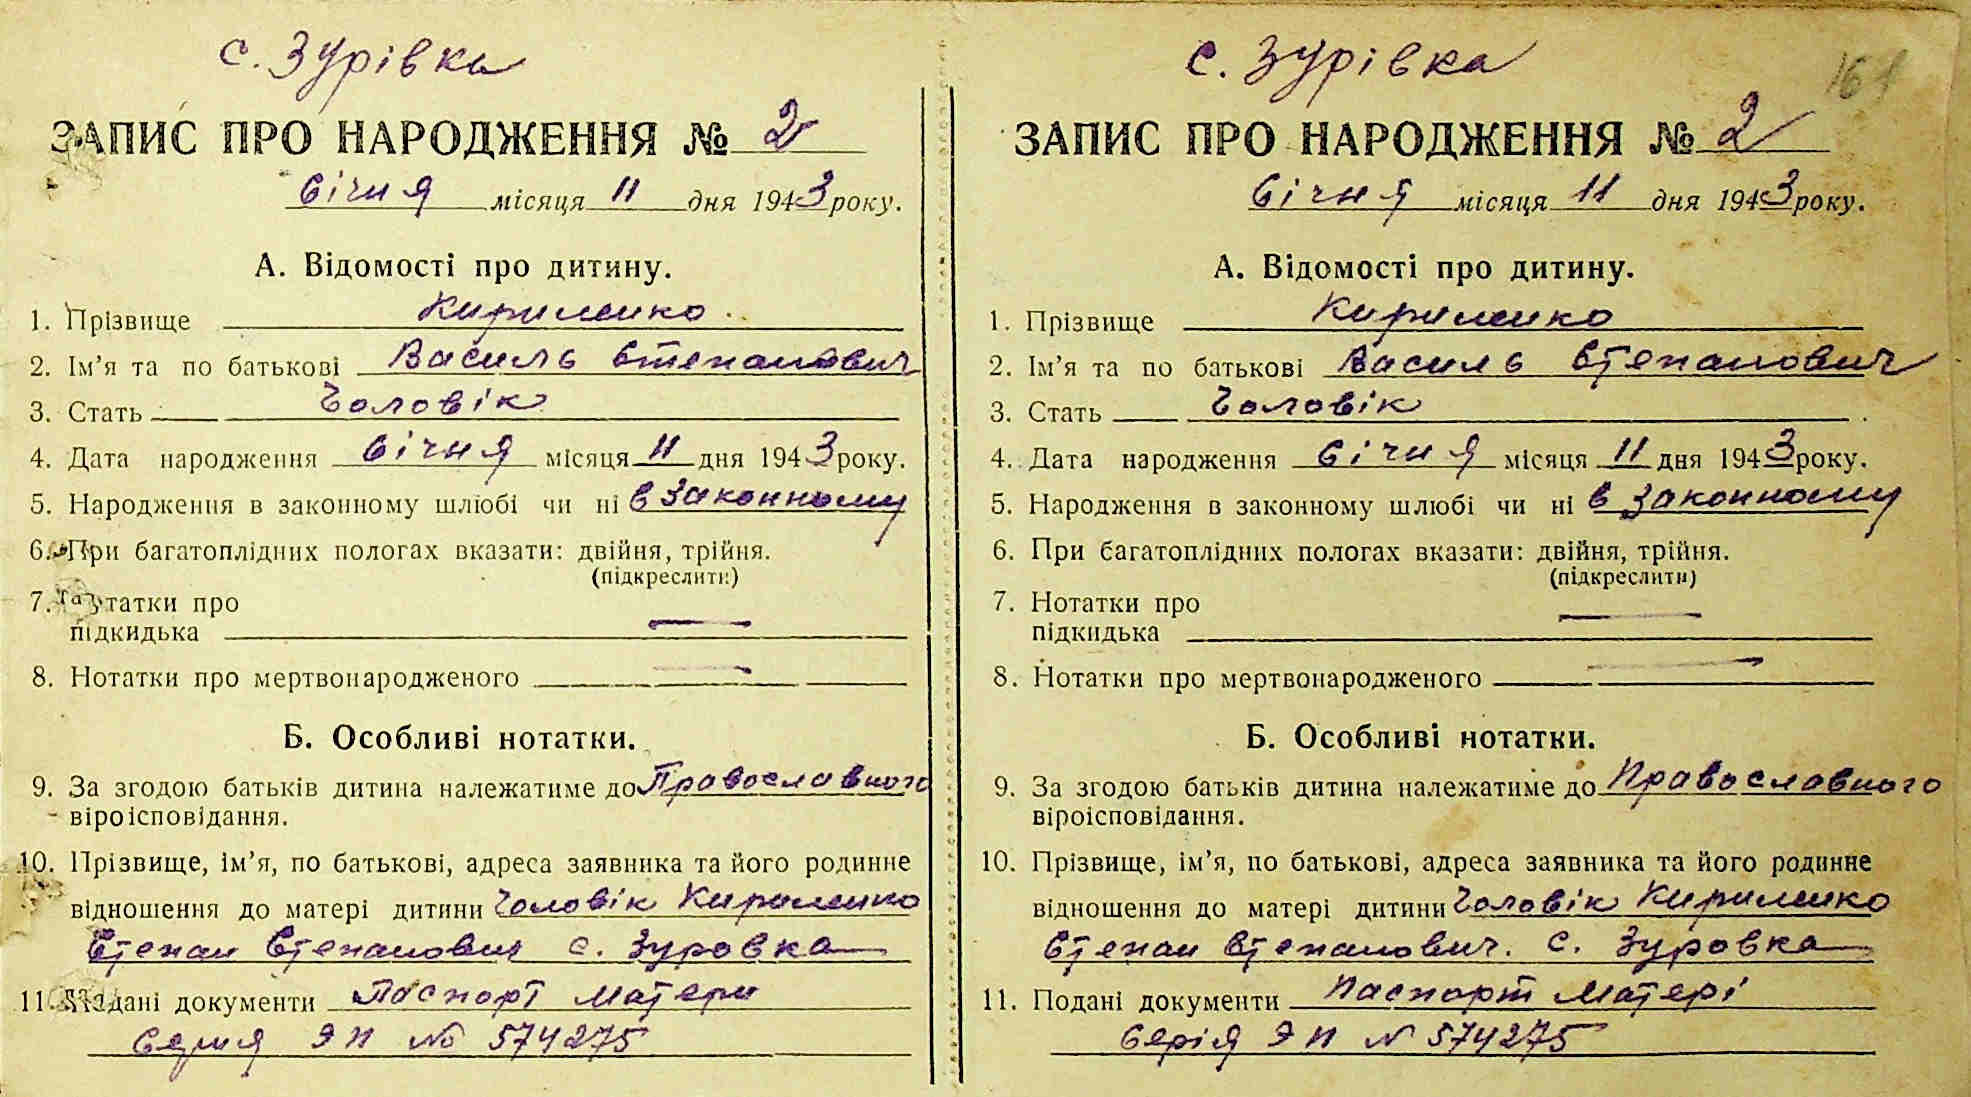 с. Зурівка
ЗАПИС ПРО НАРОДЖЕННЯ № 2
Січня місяця 11 дня 1943 року.
А. Відомості про дитину.
1. Прізвище Кириленко
2. Ім’я та по батькові Василь Степанович
3. Стать Чоловік
4. Дата народження Січня місяця 11 дня 1943 року.
5. Народження в законному шлюбі чи ні в законному
6. При багатоплідних пологах вказати: двійня, трійня.
(підкреслити)
7. Нотатки про
підкидька —
8. Нотатки про мертвонародженого —
Б. Особливі нотатки.
9. За згодою батьків дитина належатиме до Православного
віроісповідання.
10. Прізвище, ім’я, по батькові, адреса заявника та його родинне
відношення до матері дитини Чоловік Кириленко
Степан Степанович с. Зуровка
11. Подані документи Паспорт Матери
Серия ЭП № 574275
с. Зурівка
161
ЗАПИС ПРО НАРОДЖЕННЯ № 2
Січня місяця 11 дня 1943 року.
А. Відомості про дитину.
1. Прізвище Кириленко
2. Ім’я та по батькові Василь Степанович
3. Стать Чоловік
4. Дата народження Січня місяця 11 дня 1943 року.
5. Народження в законному шлюбі чи ні в законному
6. При багатоплідних пологах вказати: двійня, трійня.
(підкреслити)
7. Нотатки про
підкидька —
8. Нотатки про мертвонародженого —
Б. Особливі нотатки.
9. За згодою батьків дитина належатиме до Православного
віроісповідання.
10. Прізвище, ім’я, по батькові, адреса заявника та його родинне
відношення до матері дитини Чоловік Кириленко
Степан Степанович. с. Зуровка
11. Подані документи Паспорт Матері
Серія ЭП № 574275